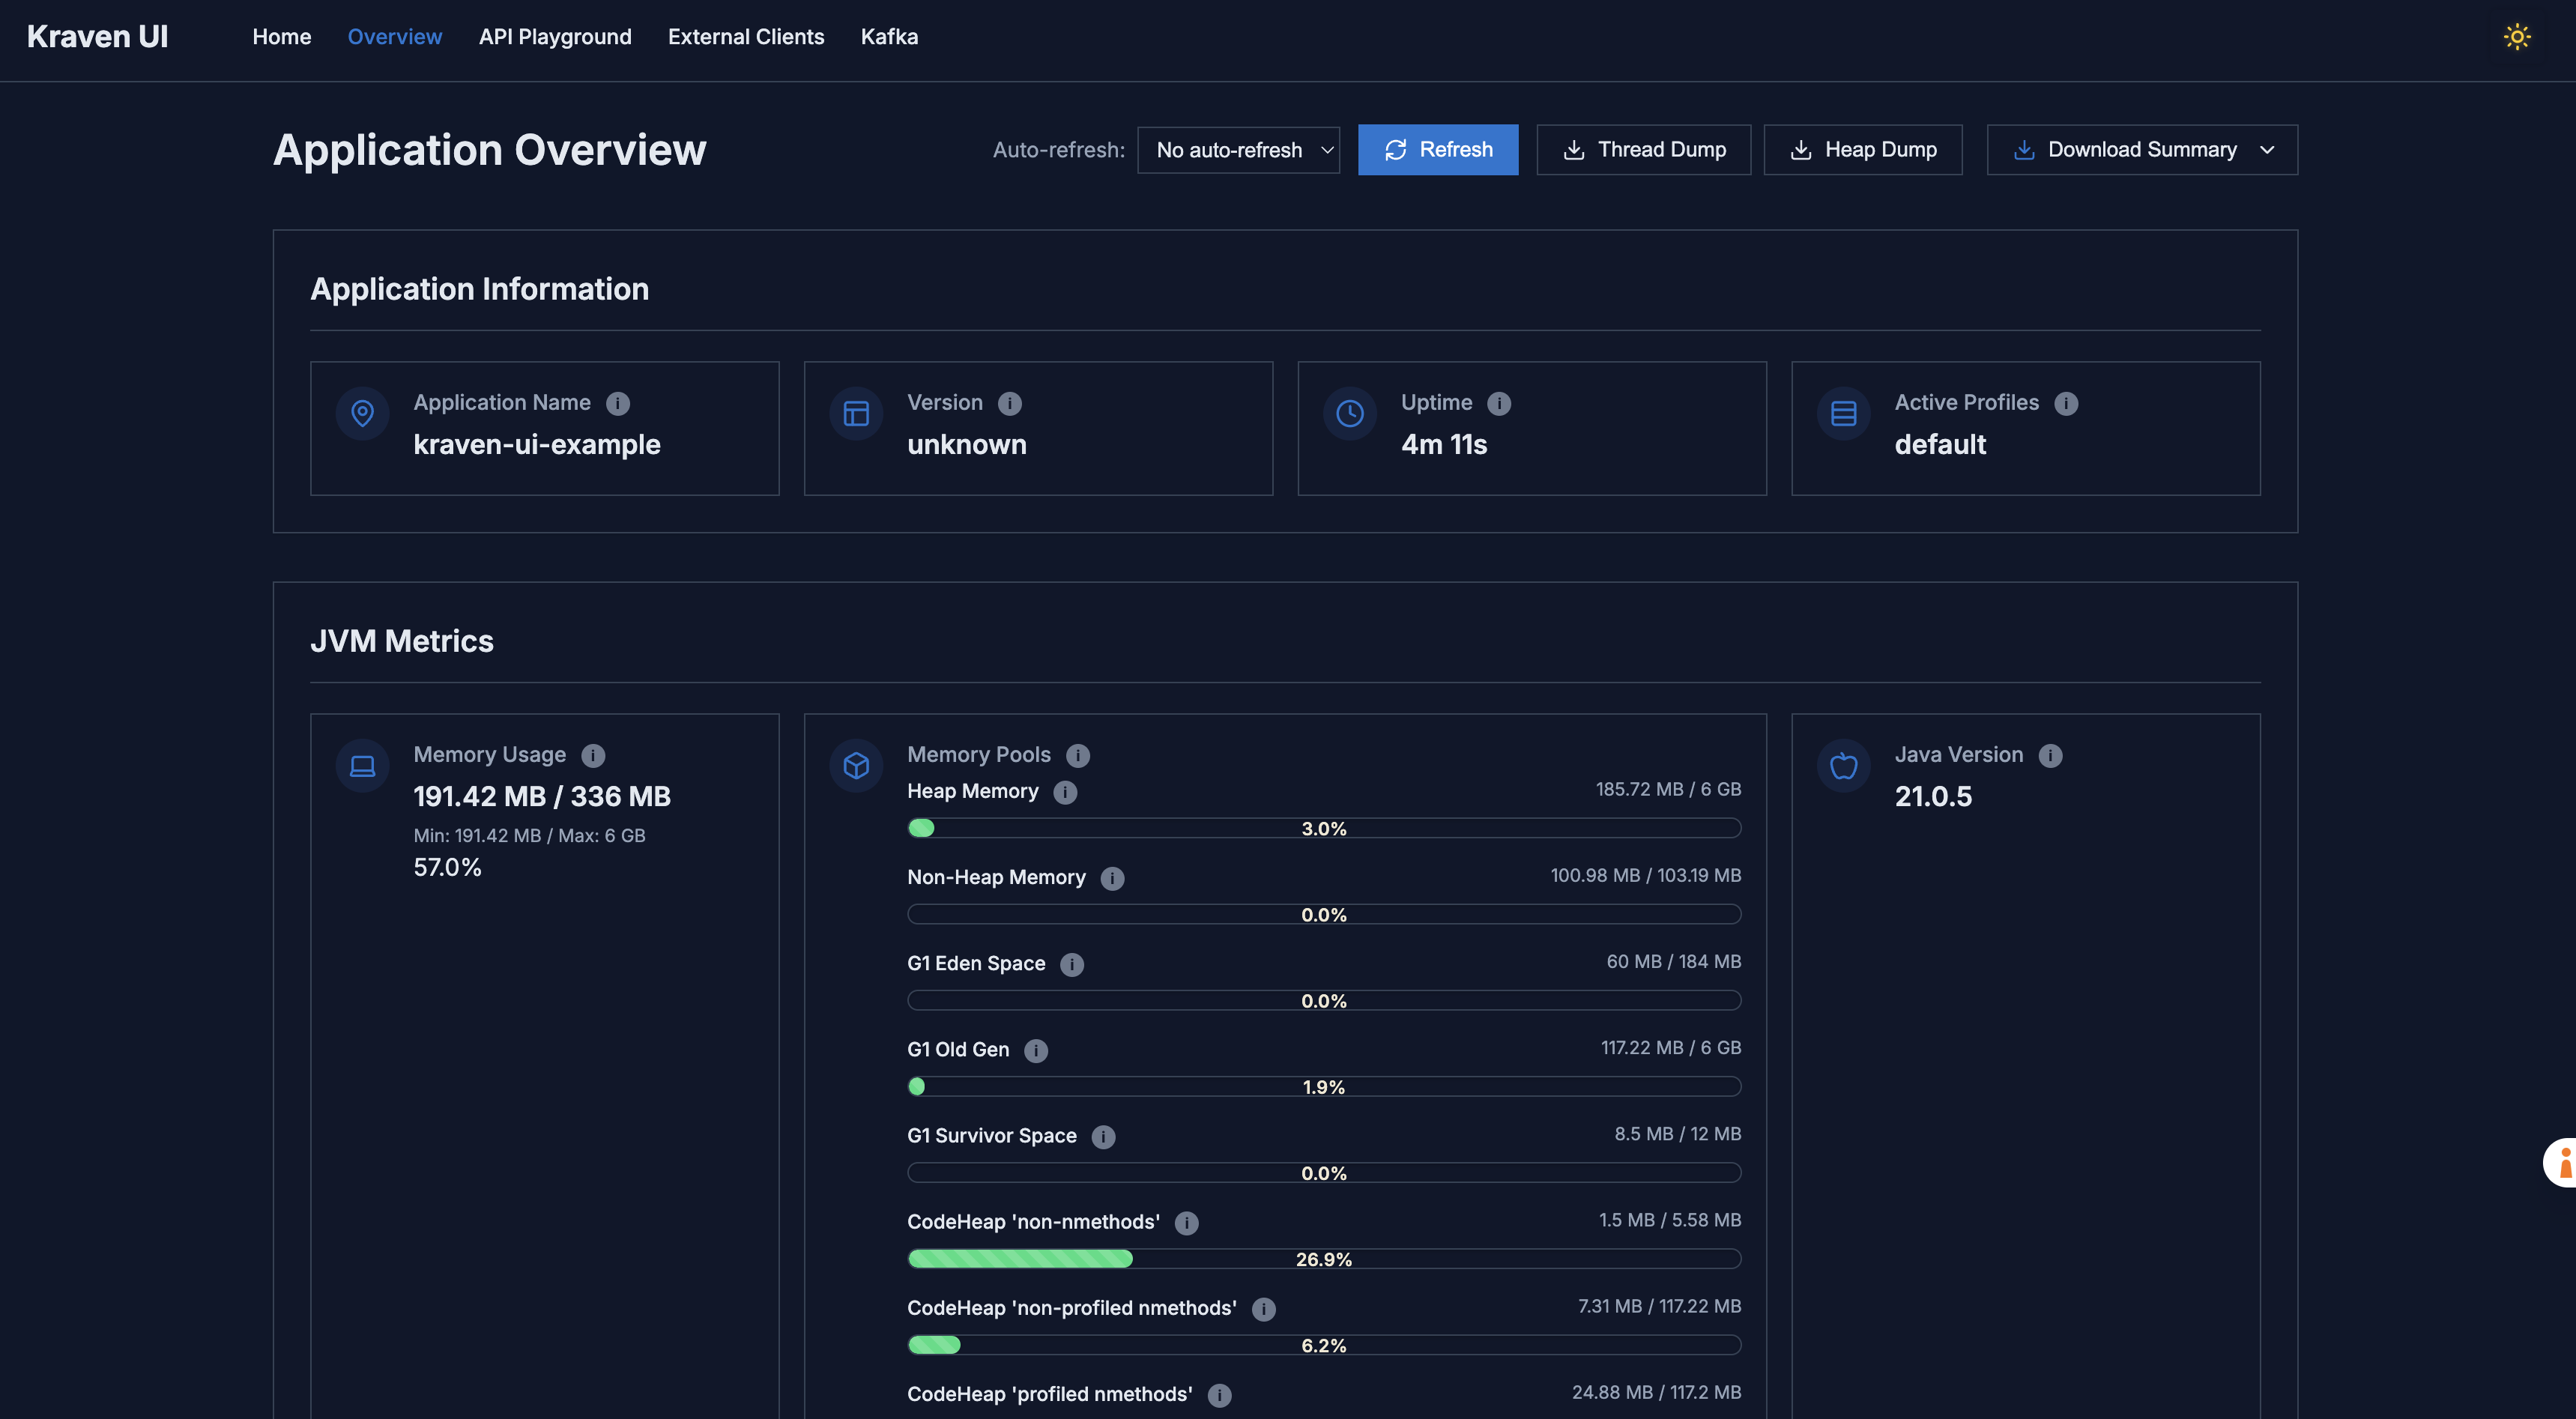 Kraven UI Home Overview API Playground External Clients Kafka
Application Overview Auto-refresh: No auto-refresh Refresh Thread Dump Heap Dump Download Summary
Application Information
Application Name
kraven-ui-example
Version
unknown
Uptime
4m 11s
Active Profiles
default
JVM Metrics
Memory Usage
191.42 MB / 336 MB
Min: 191.42 MB / Max: 6 GB
57.0%
Memory Pools
Heap Memory 185.72 MB / 6 GB
3.0%
Non-Heap Memory 100.98 MB / 103.19 MB
0.0%
G1 Eden Space 60 MB / 184 MB
0.0%
G1 Old Gen 117.22 MB / 6 GB
1.9%
G1 Survivor Space 8.5 MB / 12 MB
0.0%
CodeHeap 'non-nmethods' 1.5 MB / 5.58 MB
26.9%
CodeHeap 'non-profiled nmethods' 7.31 MB / 117.22 MB
6.2%
CodeHeap 'profiled nmethods' 24.88 MB / 117.2 MB
Java Version
21.0.5